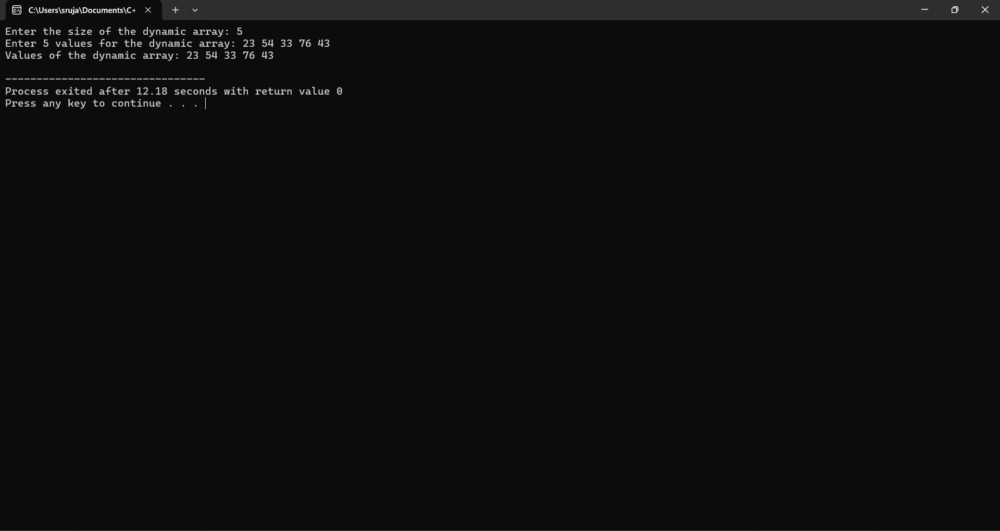 C:\Users\sruja\Documents\C+
Enter the size of the dynamic array: 5
Enter 5 values for the dynamic array: 23 54 33 76 43
Values of the dynamic array: 23 54 33 76 43
--------------------------------
Process exited after 12.18 seconds with return value 0
Press any key to continue . . .